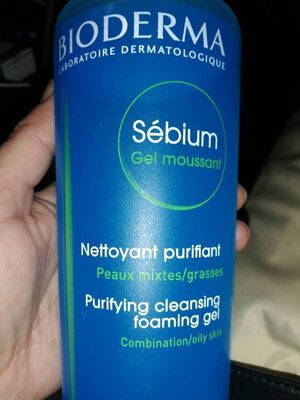 BIODERMA
LABORATOIRE DERMATOLOGIQUE
Sébium
Gel moussant
Nettoyant purifiant
Peaux mixtes/grasses
Purifying cleansing
foaming gel
Combination/oily skin